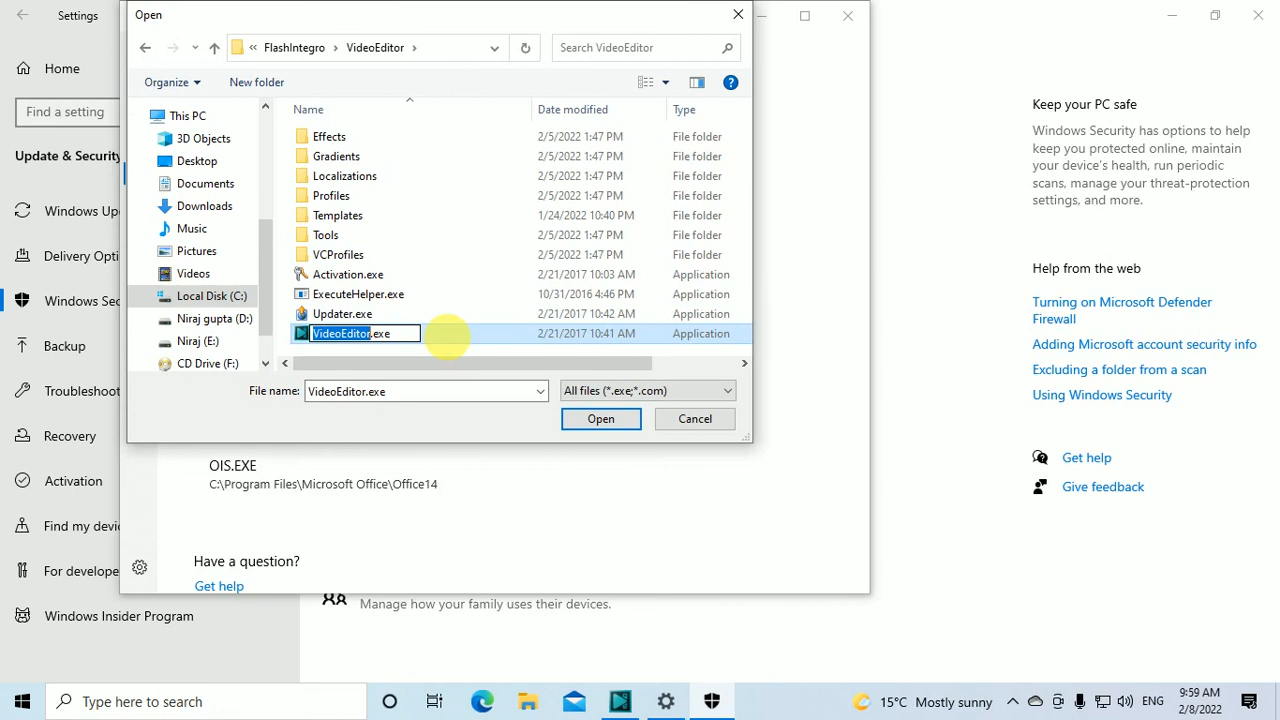 Settings
Open
« FlashIntegro › VideoEditor ›
Search VideoEditor
Organize
New folder
Home
Find a setting
Update & Security
Windows Up
Delivery Opti
Windows Sec
Backup
Troubleshoot
Recovery
Activation
Find my devic
For develope
Windows Insider Program
This PC
3D Objects
Desktop
Documents
Downloads
Music
Pictures
Videos
Local Disk (C:)
Niraj gupta (D:)
Niraj (E:)
CD Drive (F:)
Name Date modified Type
Effects 2/5/2022 1:47 PM File folder
Gradients 2/5/2022 1:47 PM File folder
Localizations 2/5/2022 1:47 PM File folder
Profiles 2/5/2022 1:47 PM File folder
Templates 1/24/2022 10:40 PM File folder
Tools 2/5/2022 1:47 PM File folder
VCProfiles 2/5/2022 1:47 PM File folder
Activation.exe 2/21/2017 10:03 AM Application
ExecuteHelper.exe 10/31/2016 4:46 PM Application
Updater.exe 2/21/2017 10:42 AM Application
VideoEditor.exe 2/21/2017 10:41 AM Application
File name: VideoEditor.exe All files (*.exe;*.com)
Open Cancel
OIS.EXE
C:\Program Files\Microsoft Office\Office14
Have a question?
Get help
Manage how your family uses their devices.
Keep your PC safe
Windows Security has options to help
keep you protected online, maintain
your device's health, run periodic
scans, manage your threat-protection
settings, and more.
Help from the web
Turning on Microsoft Defender
Firewall
Adding Microsoft account security info
Excluding a folder from a scan
Using Windows Security
Get help
Give feedback
Type here to search
15°C Mostly sunny
ENG
9:59 AM
2/8/2022